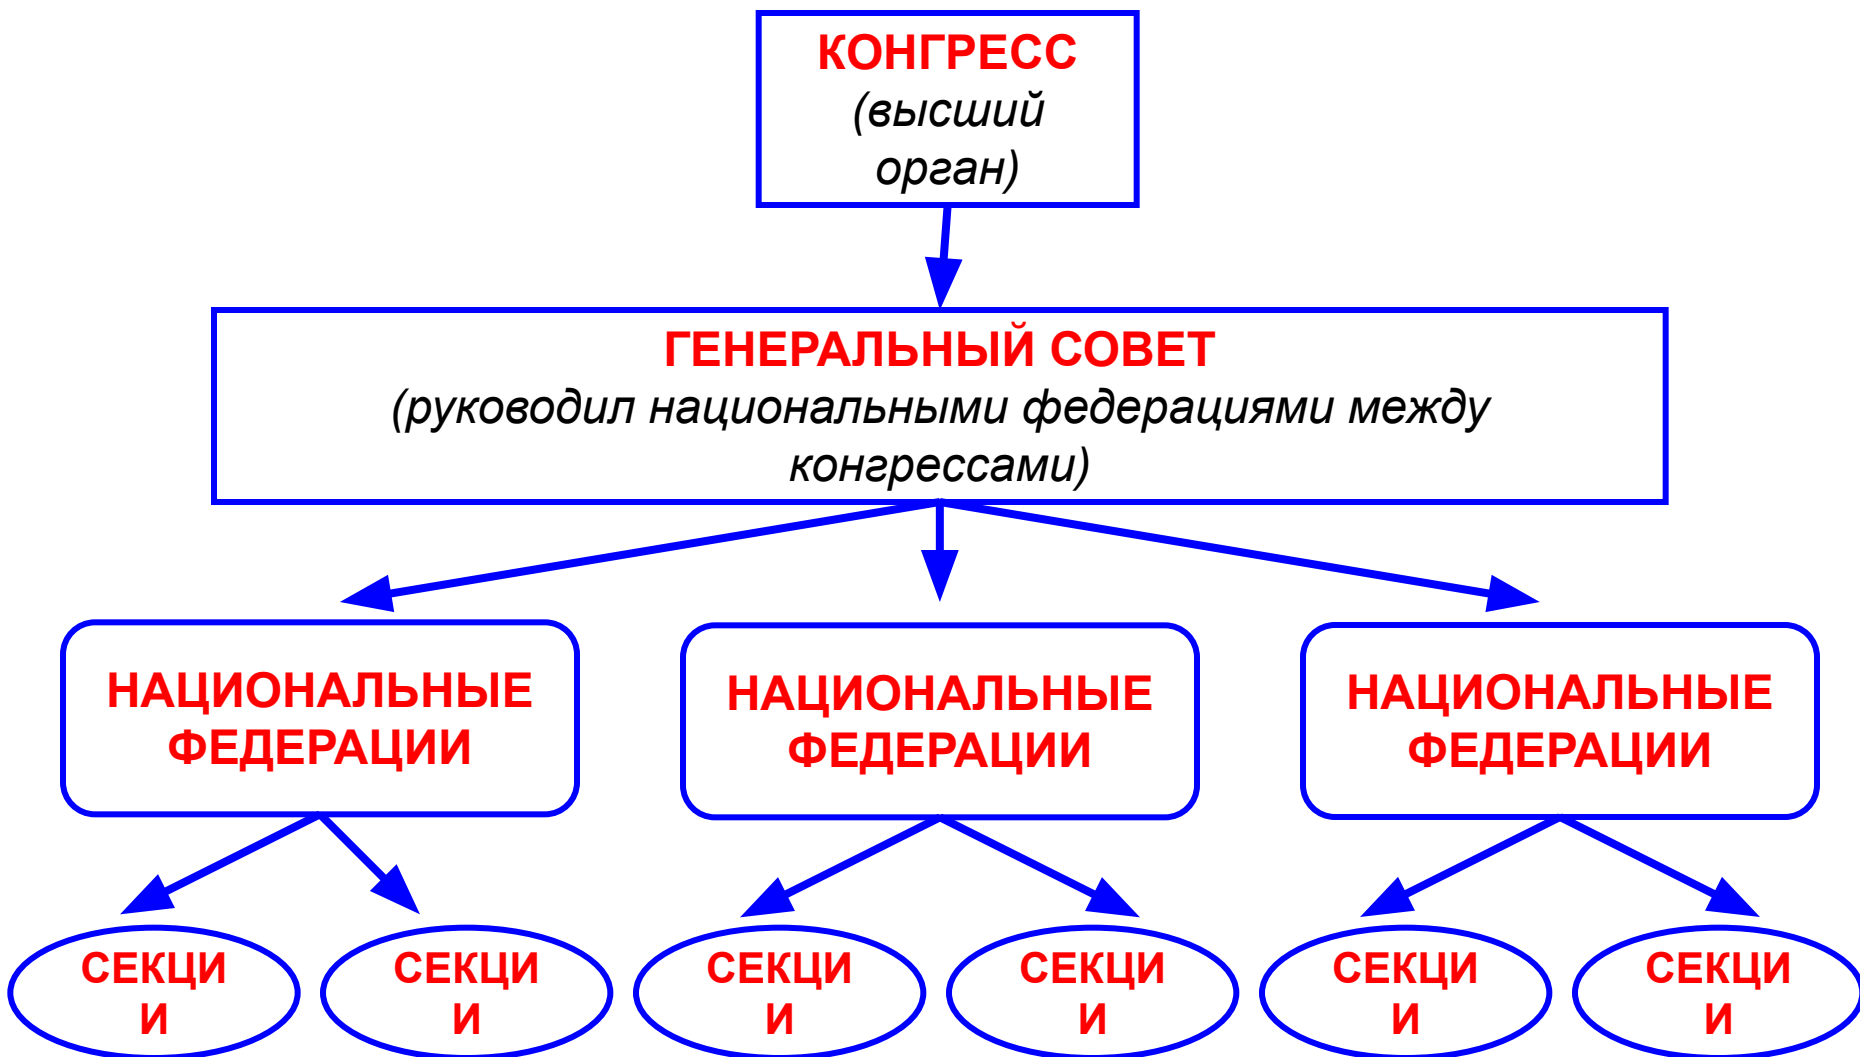 КОНГРЕСС
(высший
орган)
ГЕНЕРАЛЬНЫЙ СОВЕТ
(руководил национальными федерациями между
конгрессами)
НАЦИОНАЛЬНЫЕ
ФЕДЕРАЦИИ
НАЦИОНАЛЬНЫЕ
ФЕДЕРАЦИИ
НАЦИОНАЛЬНЫЕ
ФЕДЕРАЦИИ
СЕКЦИ
И
СЕКЦИ
И
СЕКЦИ
И
СЕКЦИ
И
СЕКЦИ
И
СЕКЦИ
И